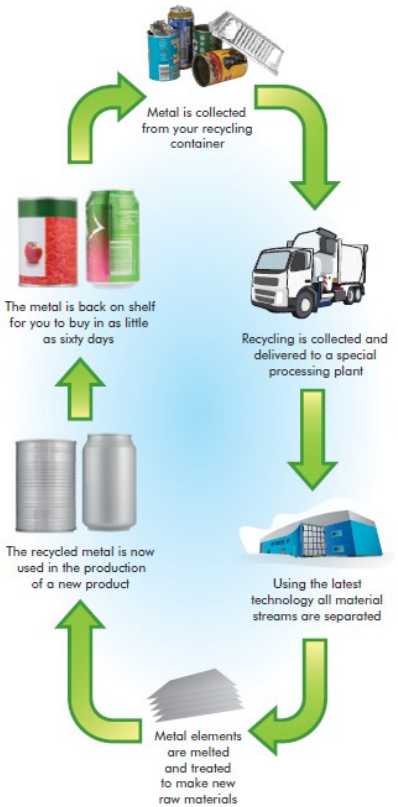 Metal is collected
from your recycling
container
Recycling is collected and
delivered to a special
processing plant
Using the latest
technology all material
streams are separated
Metal elements
are melted
and treated
to make new
raw materials
The recycled metal is now
used in the production
of a new product
The metal is back on shelf
for you to buy in as little
as sixty days